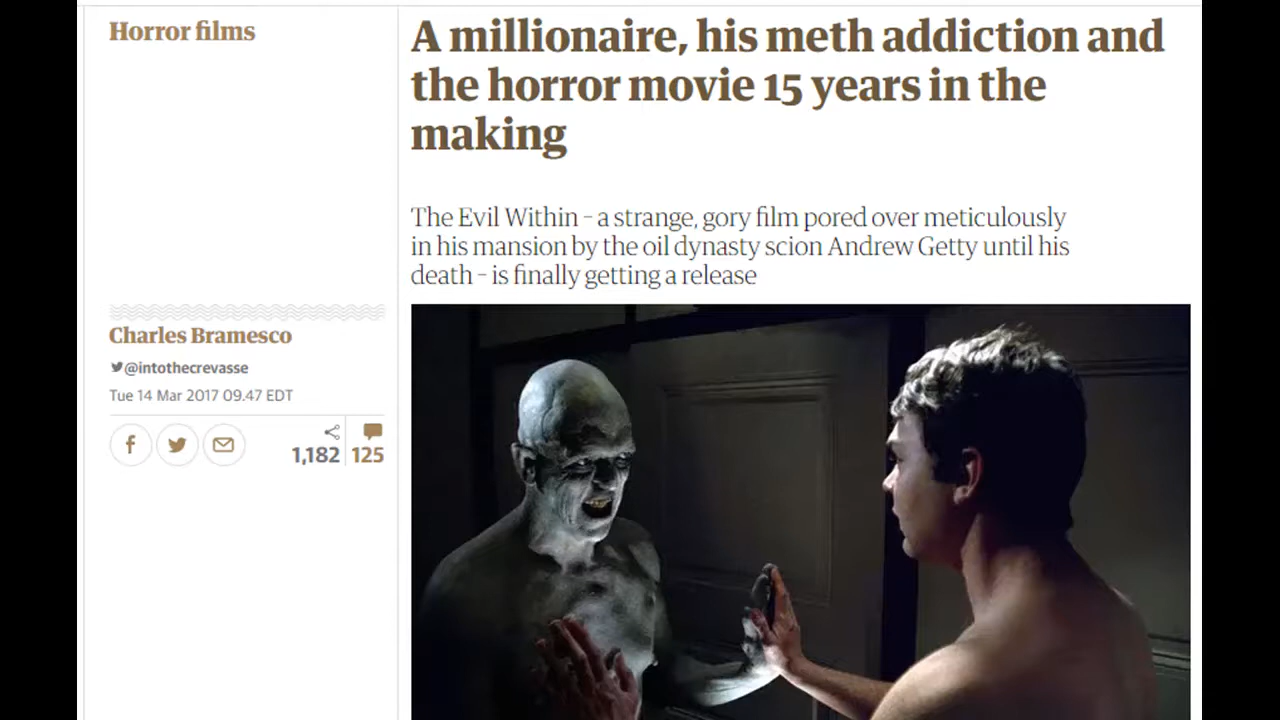 Horror films
A millionaire, his meth addiction and
the horror movie 15 years in the
making
The Evil Within – a strange, gory film pored over meticulously
in his mansion by the oil dynasty scion Andrew Getty until his
death – is finally getting a release
Charles Bramesco
@intothecrevasse
Tue 14 Mar 2017 09.47 EDT
1,182
125